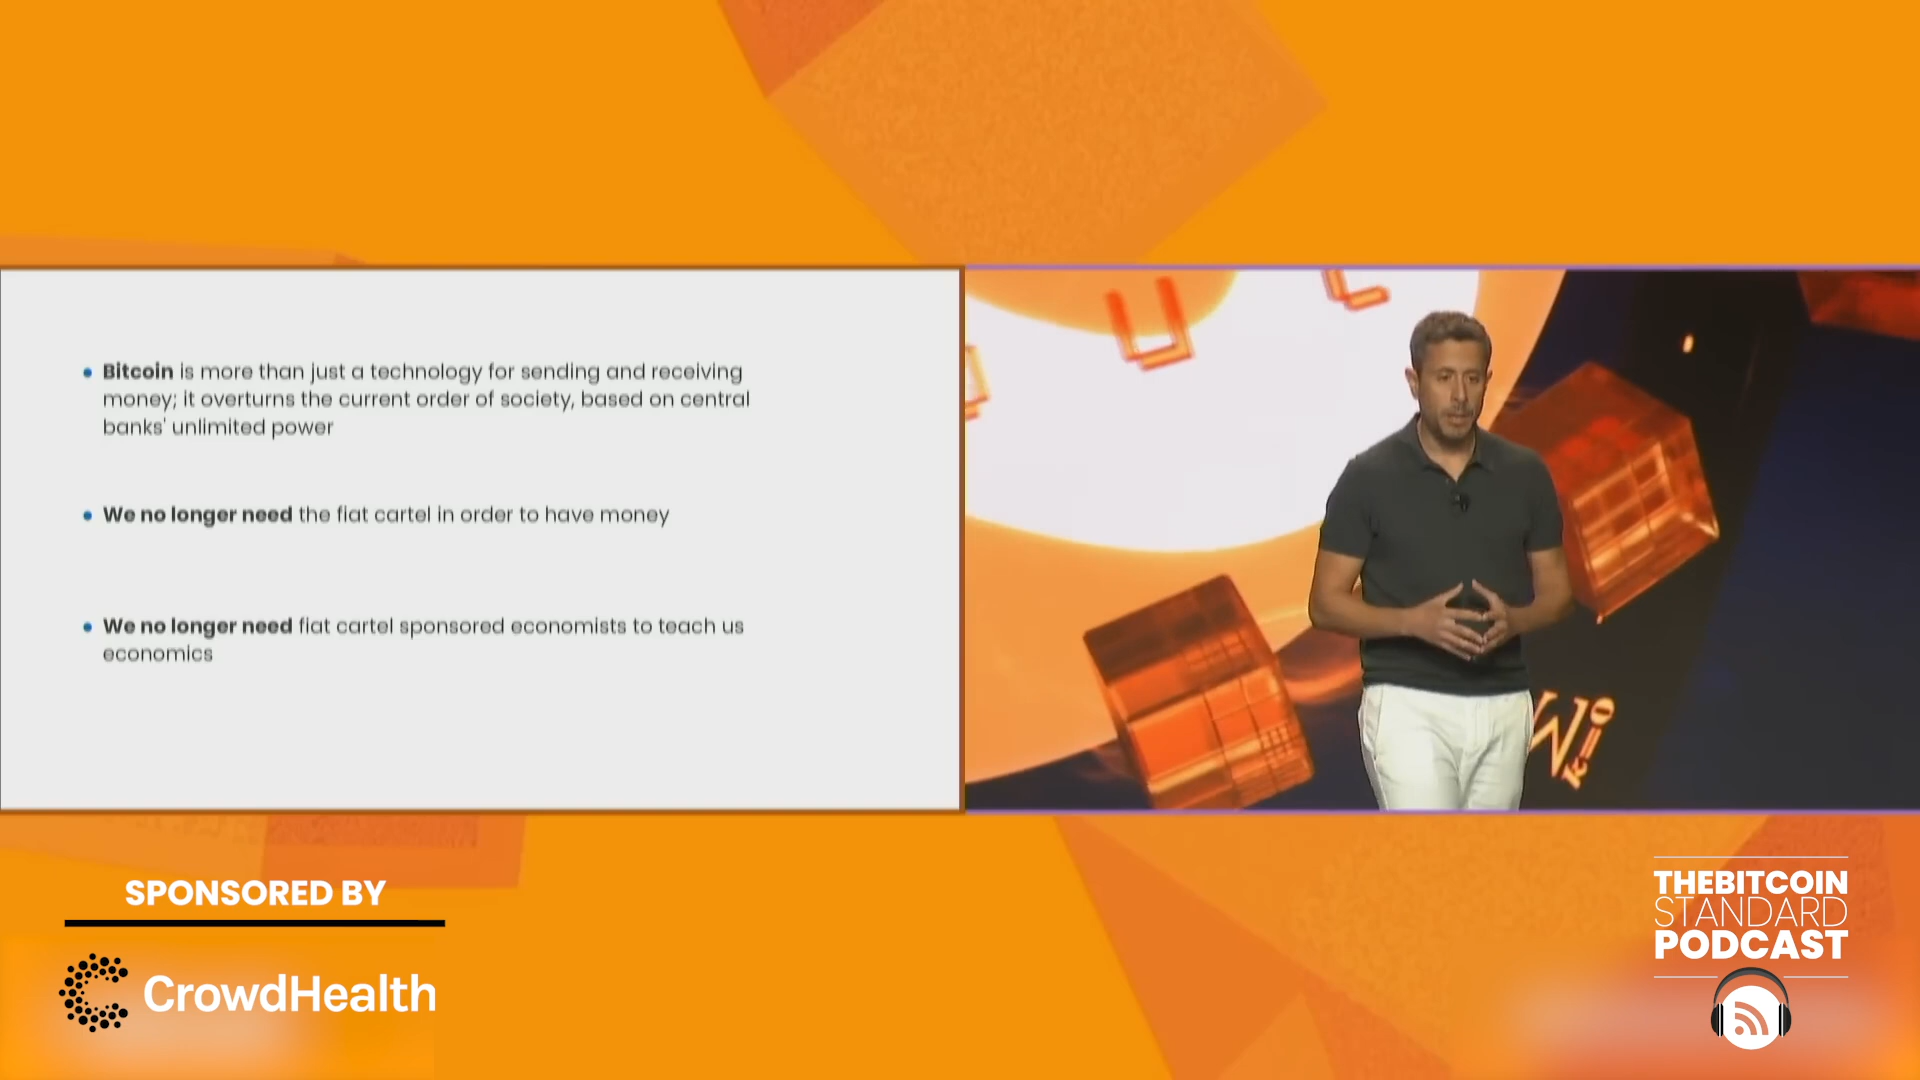 Bitcoin is more than just a technology for sending and receiving
money; it overturns the current order of society, based on central
banks' unlimited power
We no longer need the fiat cartel in order to have money
We no longer need fiat cartel sponsored economists to teach us
economics
SPONSORED BY
CrowdHealth
THEBITCOIN
STANDARD
PODCAST